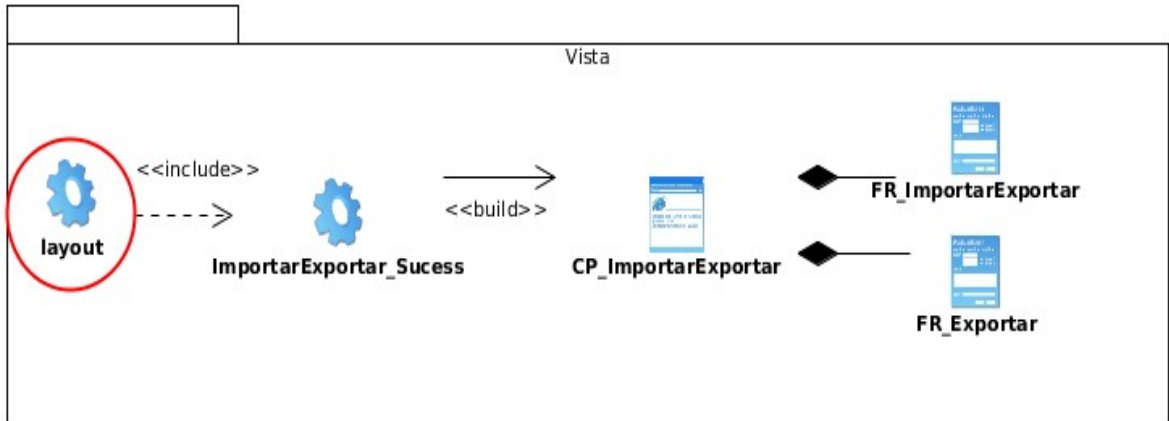 Vista
<<include>>
layout
ImportarExportar_Sucess
<<build>>
CP_ImportarExportar
FR_ImportarExportar
FR_Exportar